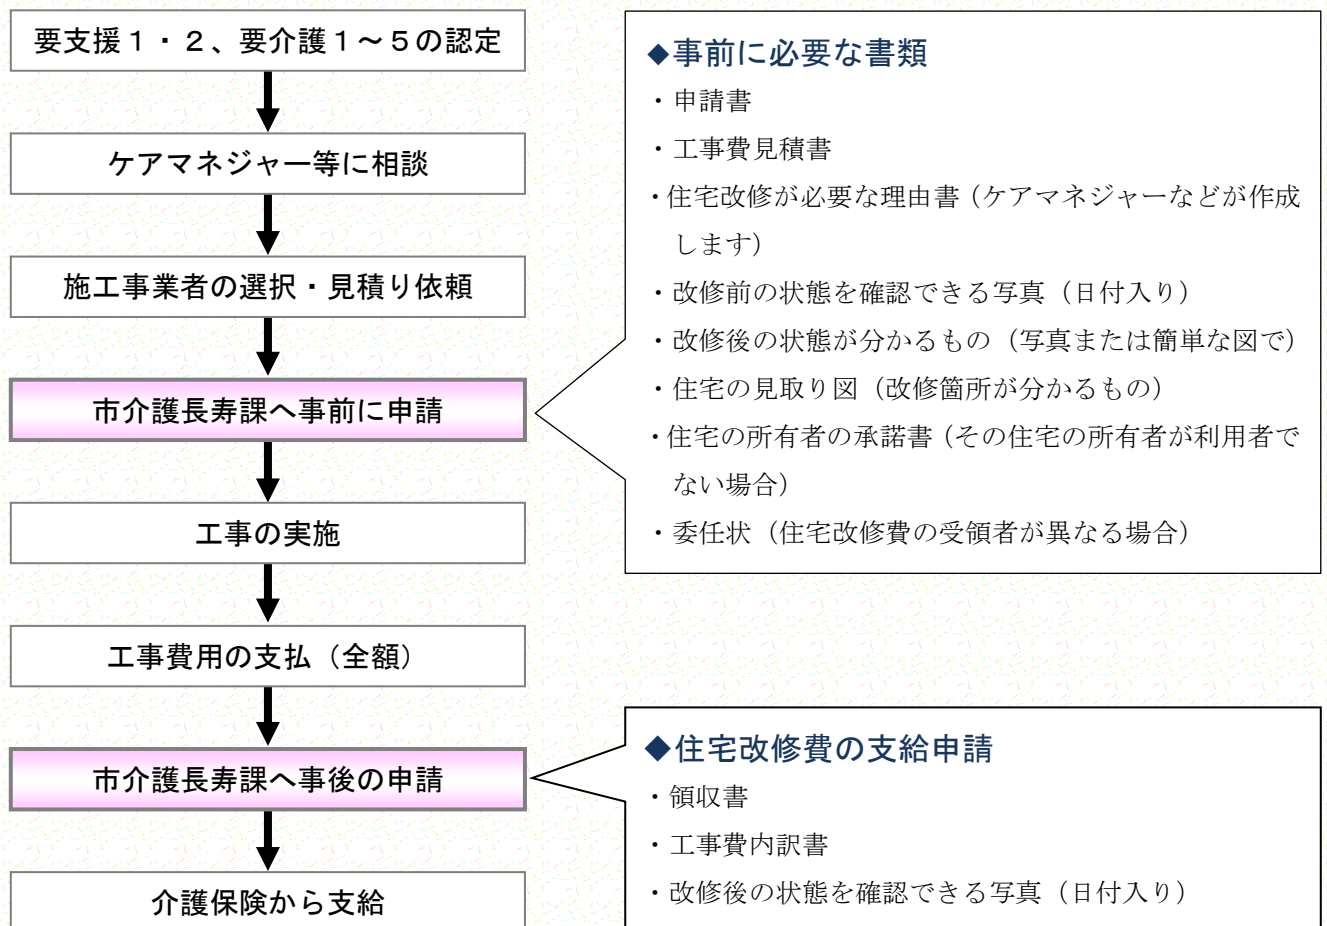 要支援１・２、要介護１～５の認定
ケアマネジャー等に相談
施工事業者の選択・見積り依頼
市介護長寿課へ事前に申請
工事の実施
工事費用の支払（全額）
市介護長寿課へ事後の申請
介護保険から支給
◆事前に必要な書類
・申請書
・工事費見積書
・住宅改修が必要な理由書（ケアマネジャーなどが作成
します）
・改修前の状態を確認できる写真（日付入り）
・改修後の状態が分かるもの（写真または簡単な図で）
・住宅の見取り図（改修箇所が分かるもの）
・住宅の所有者の承諾書（その住宅の所有者が利用者で
ない場合）
・委任状（住宅改修費の受領者が異なる場合）
◆住宅改修費の支給申請
・領収書
・工事費内訳書
・改修後の状態を確認できる写真（日付入り）